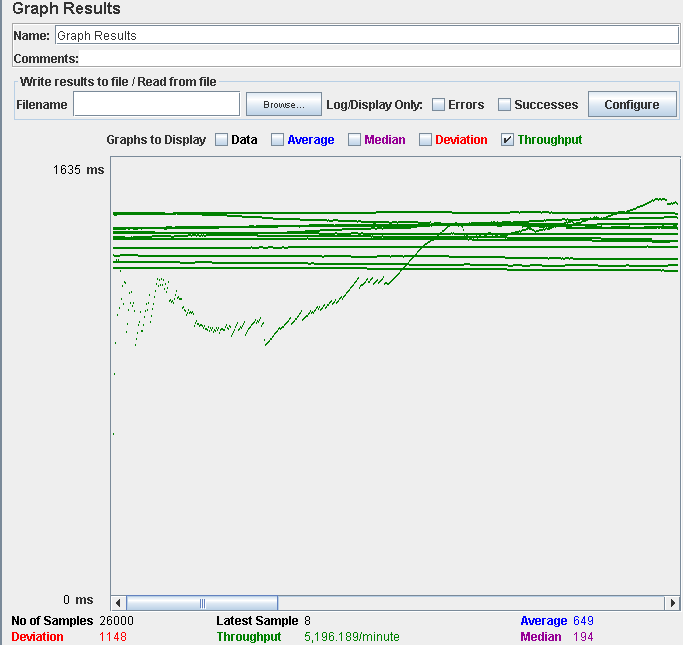 Graph Results
Name: Graph Results
Comments:
Write results to file / Read from file
Filename Browse... Log/Display Only: Errors Successes Configure
Graphs to Display Data Average Median Deviation Throughput
1635 ms
0 ms
No of Samples 26000 Latest Sample 8 Average 649
Deviation 1148 Throughput 5,196.189/minute Median 194